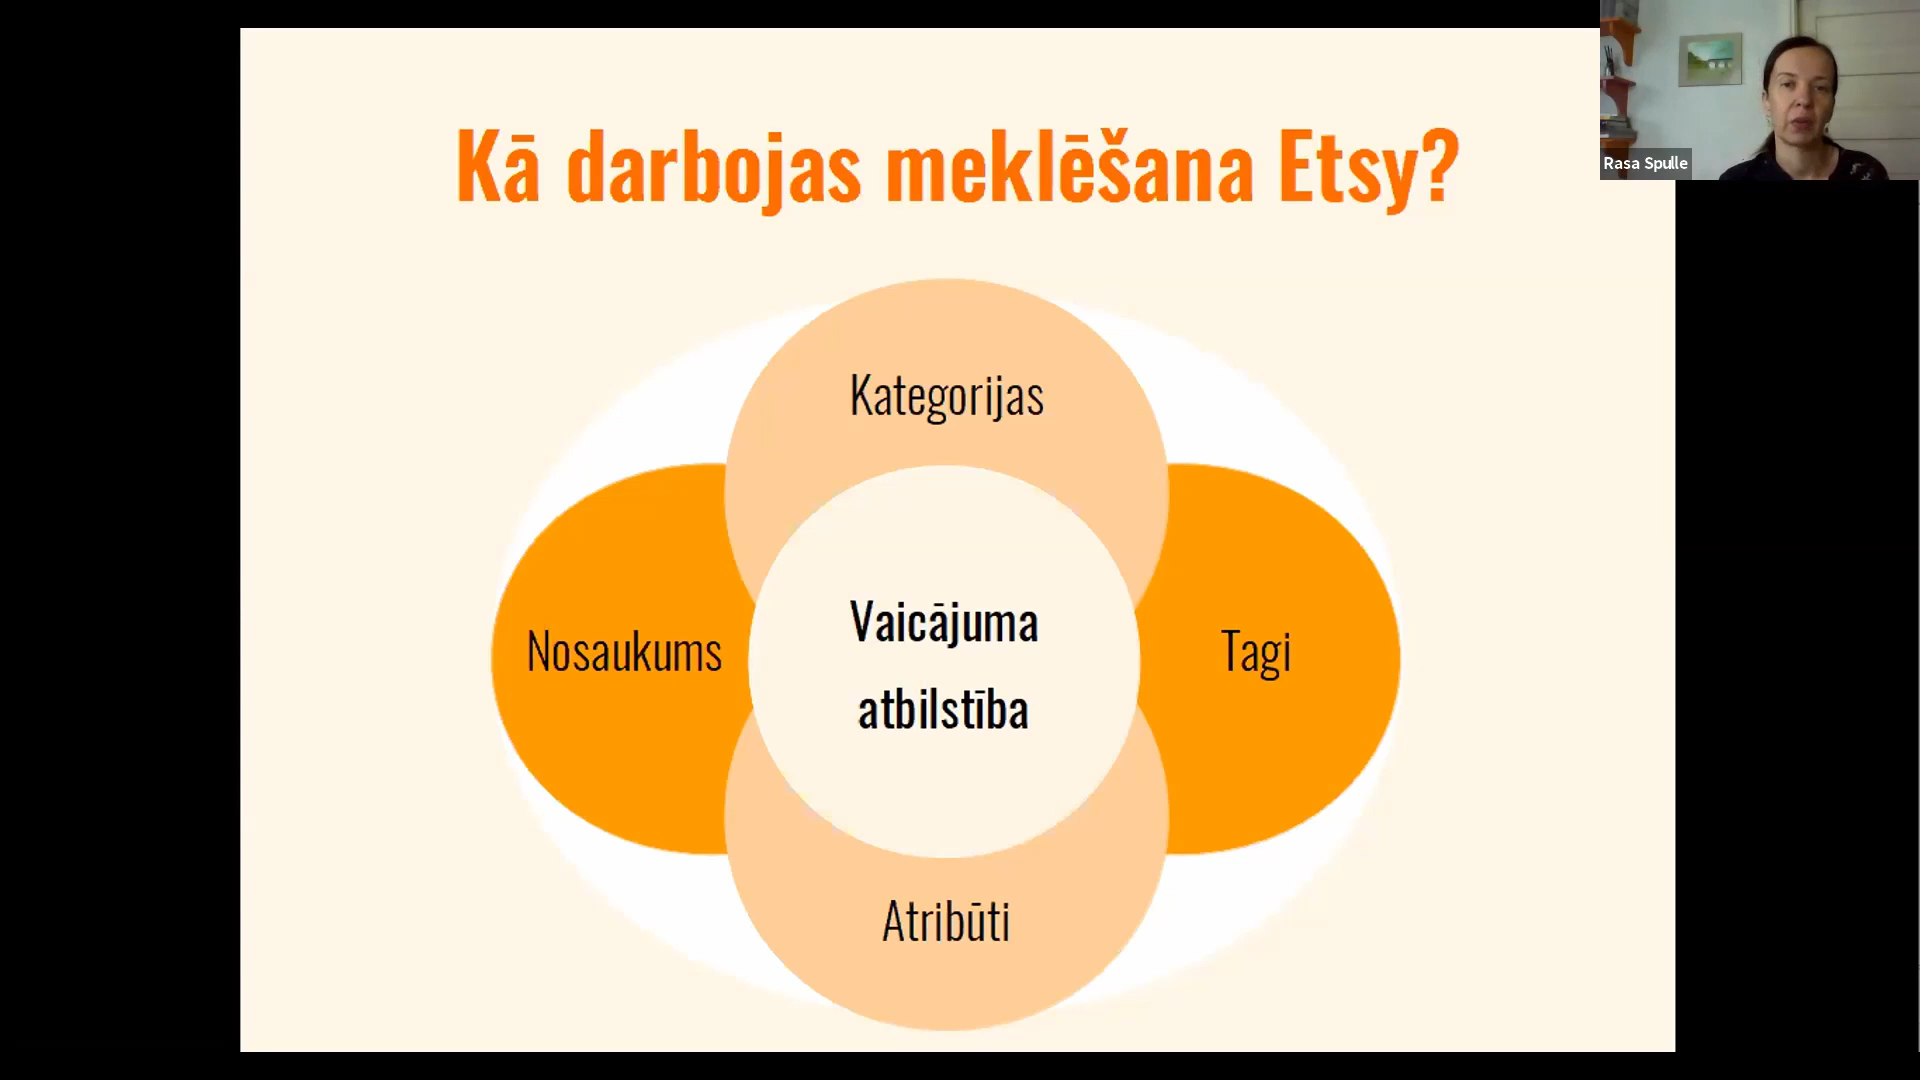 Kā darbojas meklēšana Etsy?
Rasa Spulle
Kategorijas
Nosaukums
Vaicājuma
atbilstība
Tagi
Atribūti